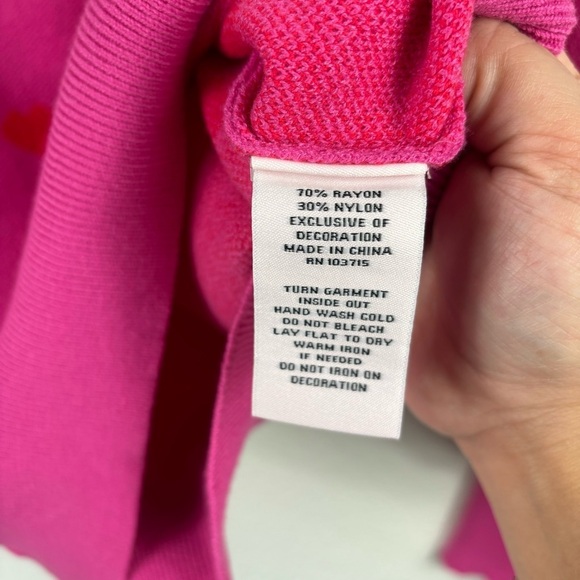 70% RAYON
30% NYLON
EXCLUSIVE OF
DECORATION
MADE IN CHINA
RN 103715
TURN GARMENT
INSIDE OUT
HAND WASH COLD
DO NOT BLEACH
LAY FLAT TO DRY
WARM IRON
IF NEEDED
DO NOT IRON ON
DECORATION